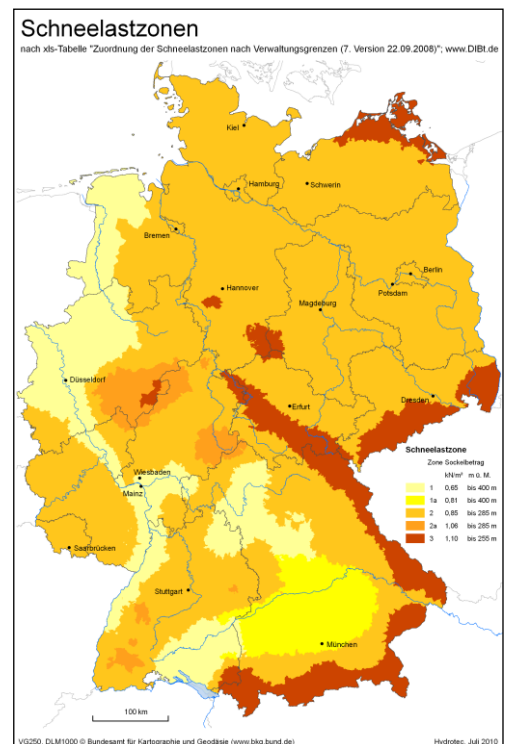 Schneelastzonen
nach xls-Tabelle "Zuordnung der Schneelastzonen nach Verwaltungsgrenzen (7. Version 22.09.2008)"; www.DIBt.de
Kiel
Hamburg
Schwerin
Bremen
Berlin
Hannover
Potsdam
Magdeburg
Düsseldorf
Dresden
Erfurt
Wiesbaden
Mainz
Saarbrücken
Stuttgart
München
Schneelastzone
Zone Sockelbetrag
kN/m² m ü. M.
1 0,65 bis 400 m
1a 0,81 bis 400 m
2 0,85 bis 285 m
2a 1,06 bis 285 m
3 1,10 bis 255 m
100 km
VG250, DLM1000 © Bundesamt für Kartographie und Geodäsie (www.bkg.bund.de)
Hydrotec, Juli 2010